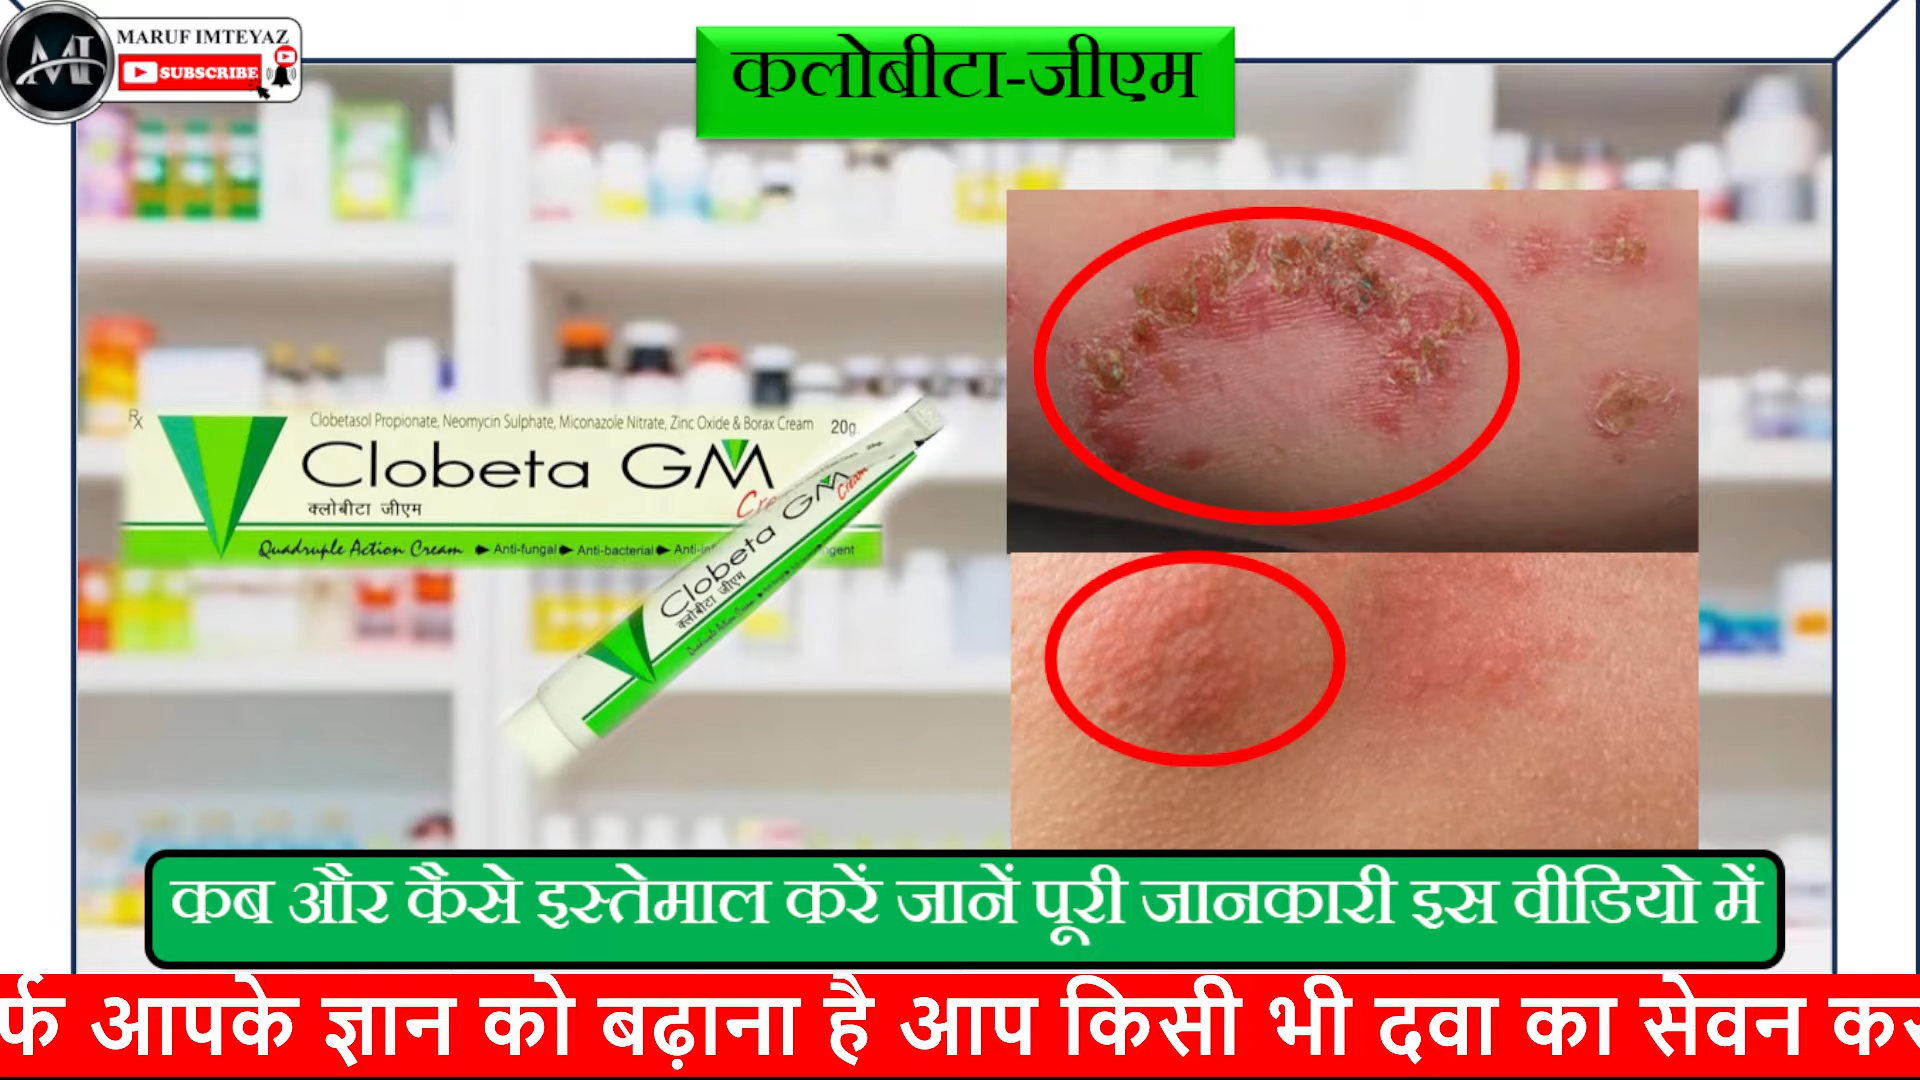 MARUF IMTEYAZ
SUBSCRIBE
कलोबीटा-जीएम
Rx
Clobetasol Propionate, Neomycin Sulphate, Miconazole Nitrate, Zinc Oxide & Borax Cream 20g.
Clobeta GM
क्लोबीटा जीएम
Quadruple Action Cream Anti-fungal Anti-bacterial
Clobeta GM Cream
क्लोबीटा जीएम
कब और कैसे इस्तेमाल करें जानें पूरी जानकारी इस वीडियो में
र्फ आपके ज्ञान को बढ़ाना है आप किसी भी दवा का सेवन कर